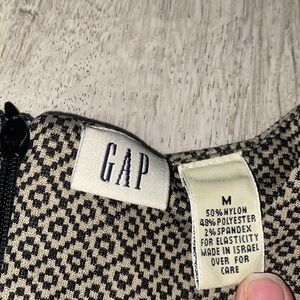 GAP
M
50% NYLON
48% POLYESTER
2% SPANDEX
FOR ELASTICITY
MADE IN ISRAEL
OVER FOR
CARE